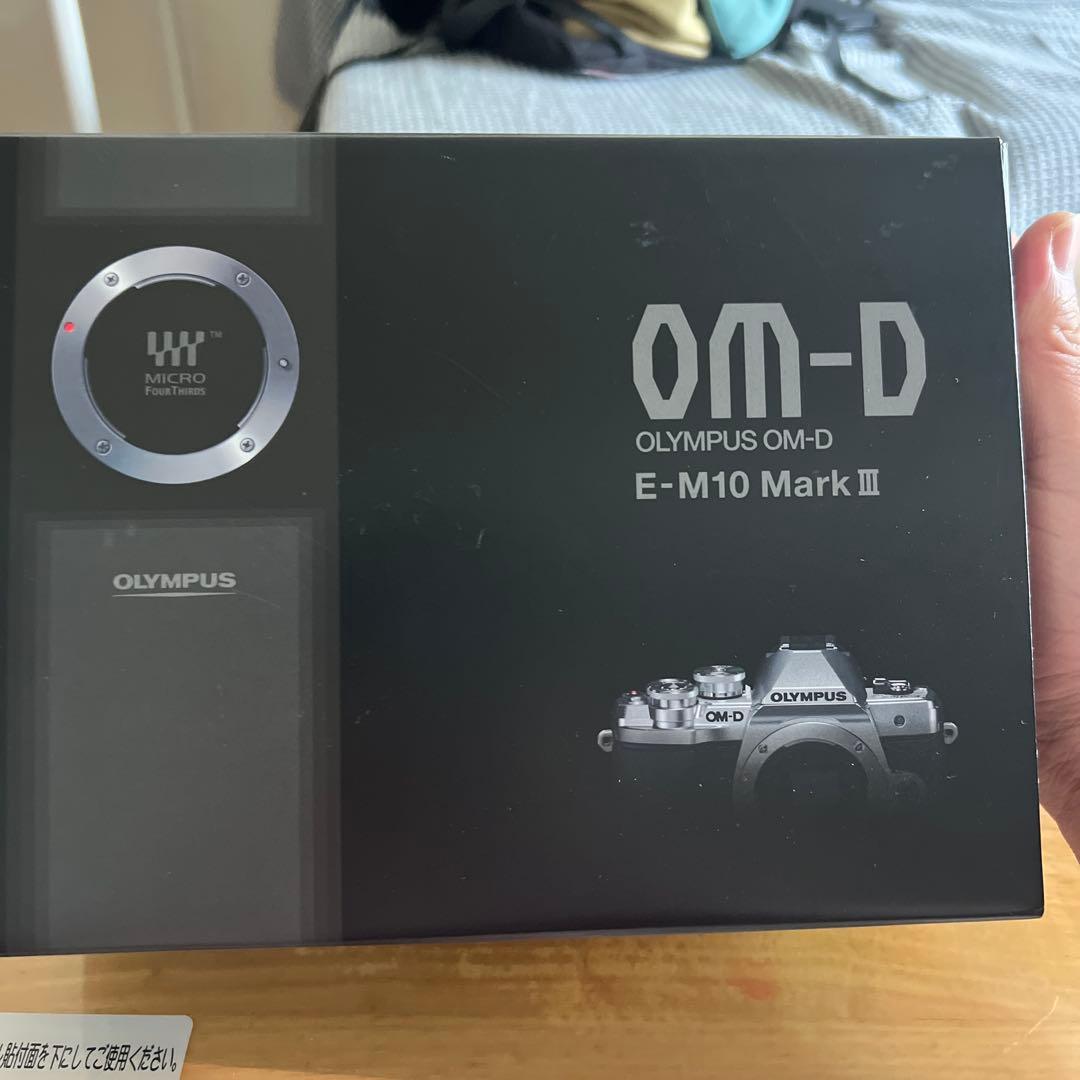 MICRO
FOURTHIRDS
TM
OLYMPUS
OM-D
OLYMPUS OM-D
E-M10 Mark III
OLYMPUS
OM-D
貼付面を下にしてご使用ください。